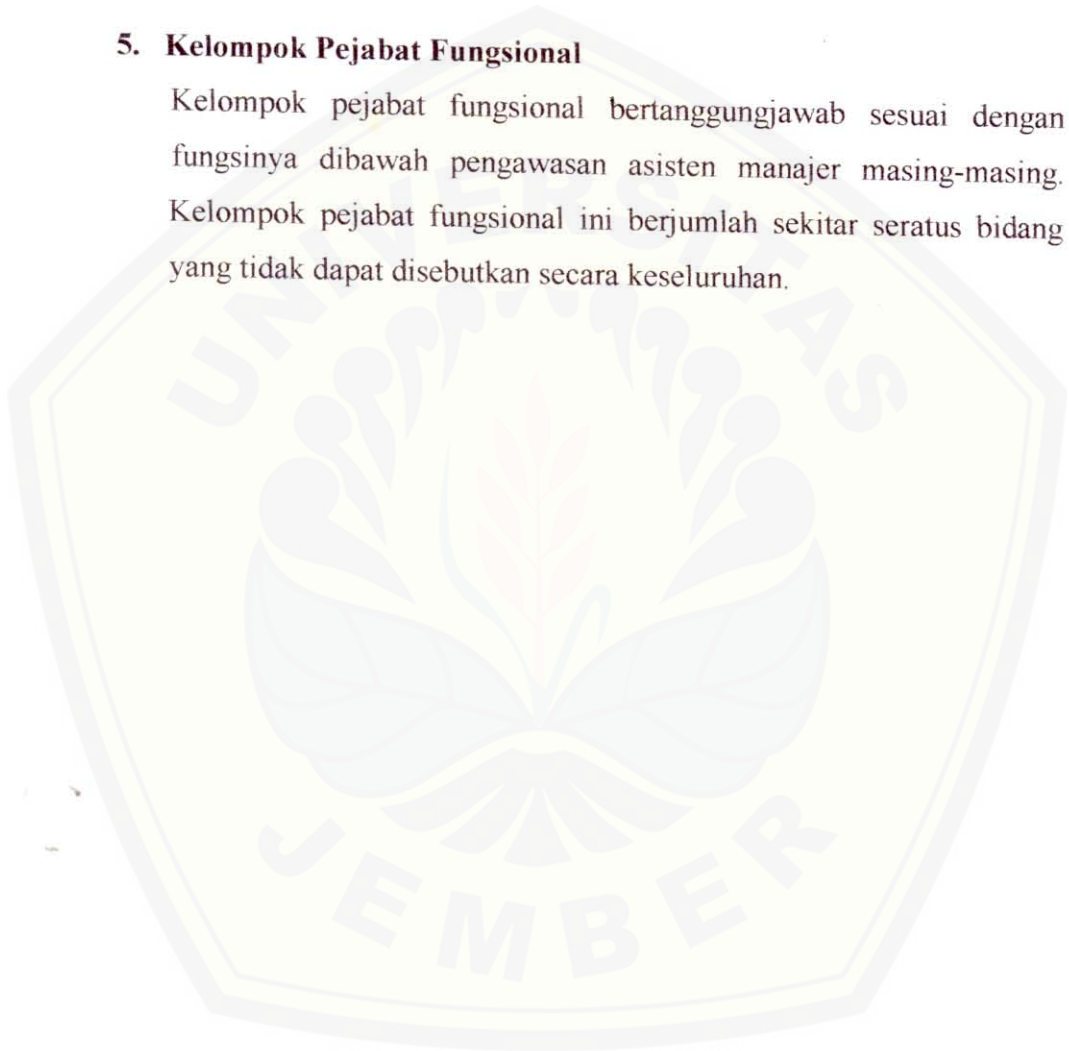 5. Kelompok Pejabat Fungsional
Kelompok pejabat fungsional bertanggungjawab sesuai dengan
fungsinya dibawah pengawasan asisten manajer masing-masing.
Kelompok pejabat fungsional ini berjumlah sekitar seratus bidang
yang tidak dapat disebutkan secara keseluruhan.
UNIVERSITAS
JEMBER